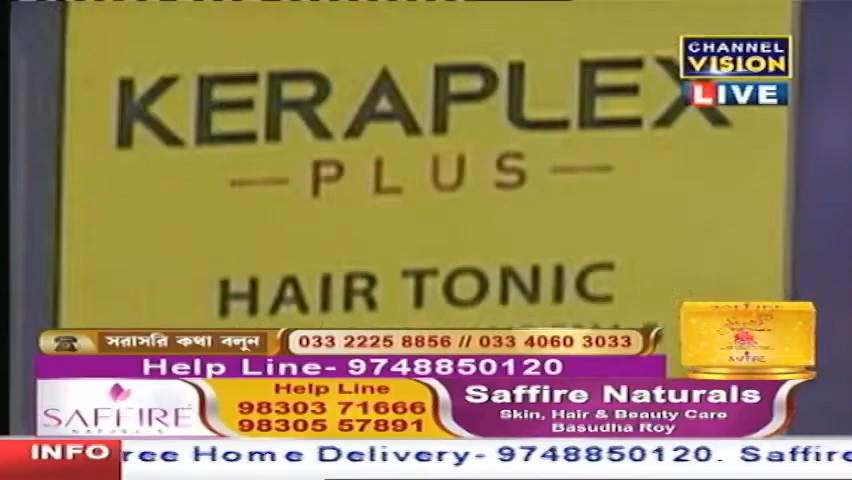 CHANNEL
VISION
LIVE
KERAPLEX
PLUS
HAIR TONIC
সরাসরি কথা বলুন
033 2225 8856 // 033 4060 3033
Help Line- 9748850120
SAFFIRE
NATURALS
Help Line
98303 71666
98305 57891
Saffire Naturals
Skin, Hair & Beauty Care
Basudha Roy
INFO
ree Home Delivery- 9748850120. Saffire